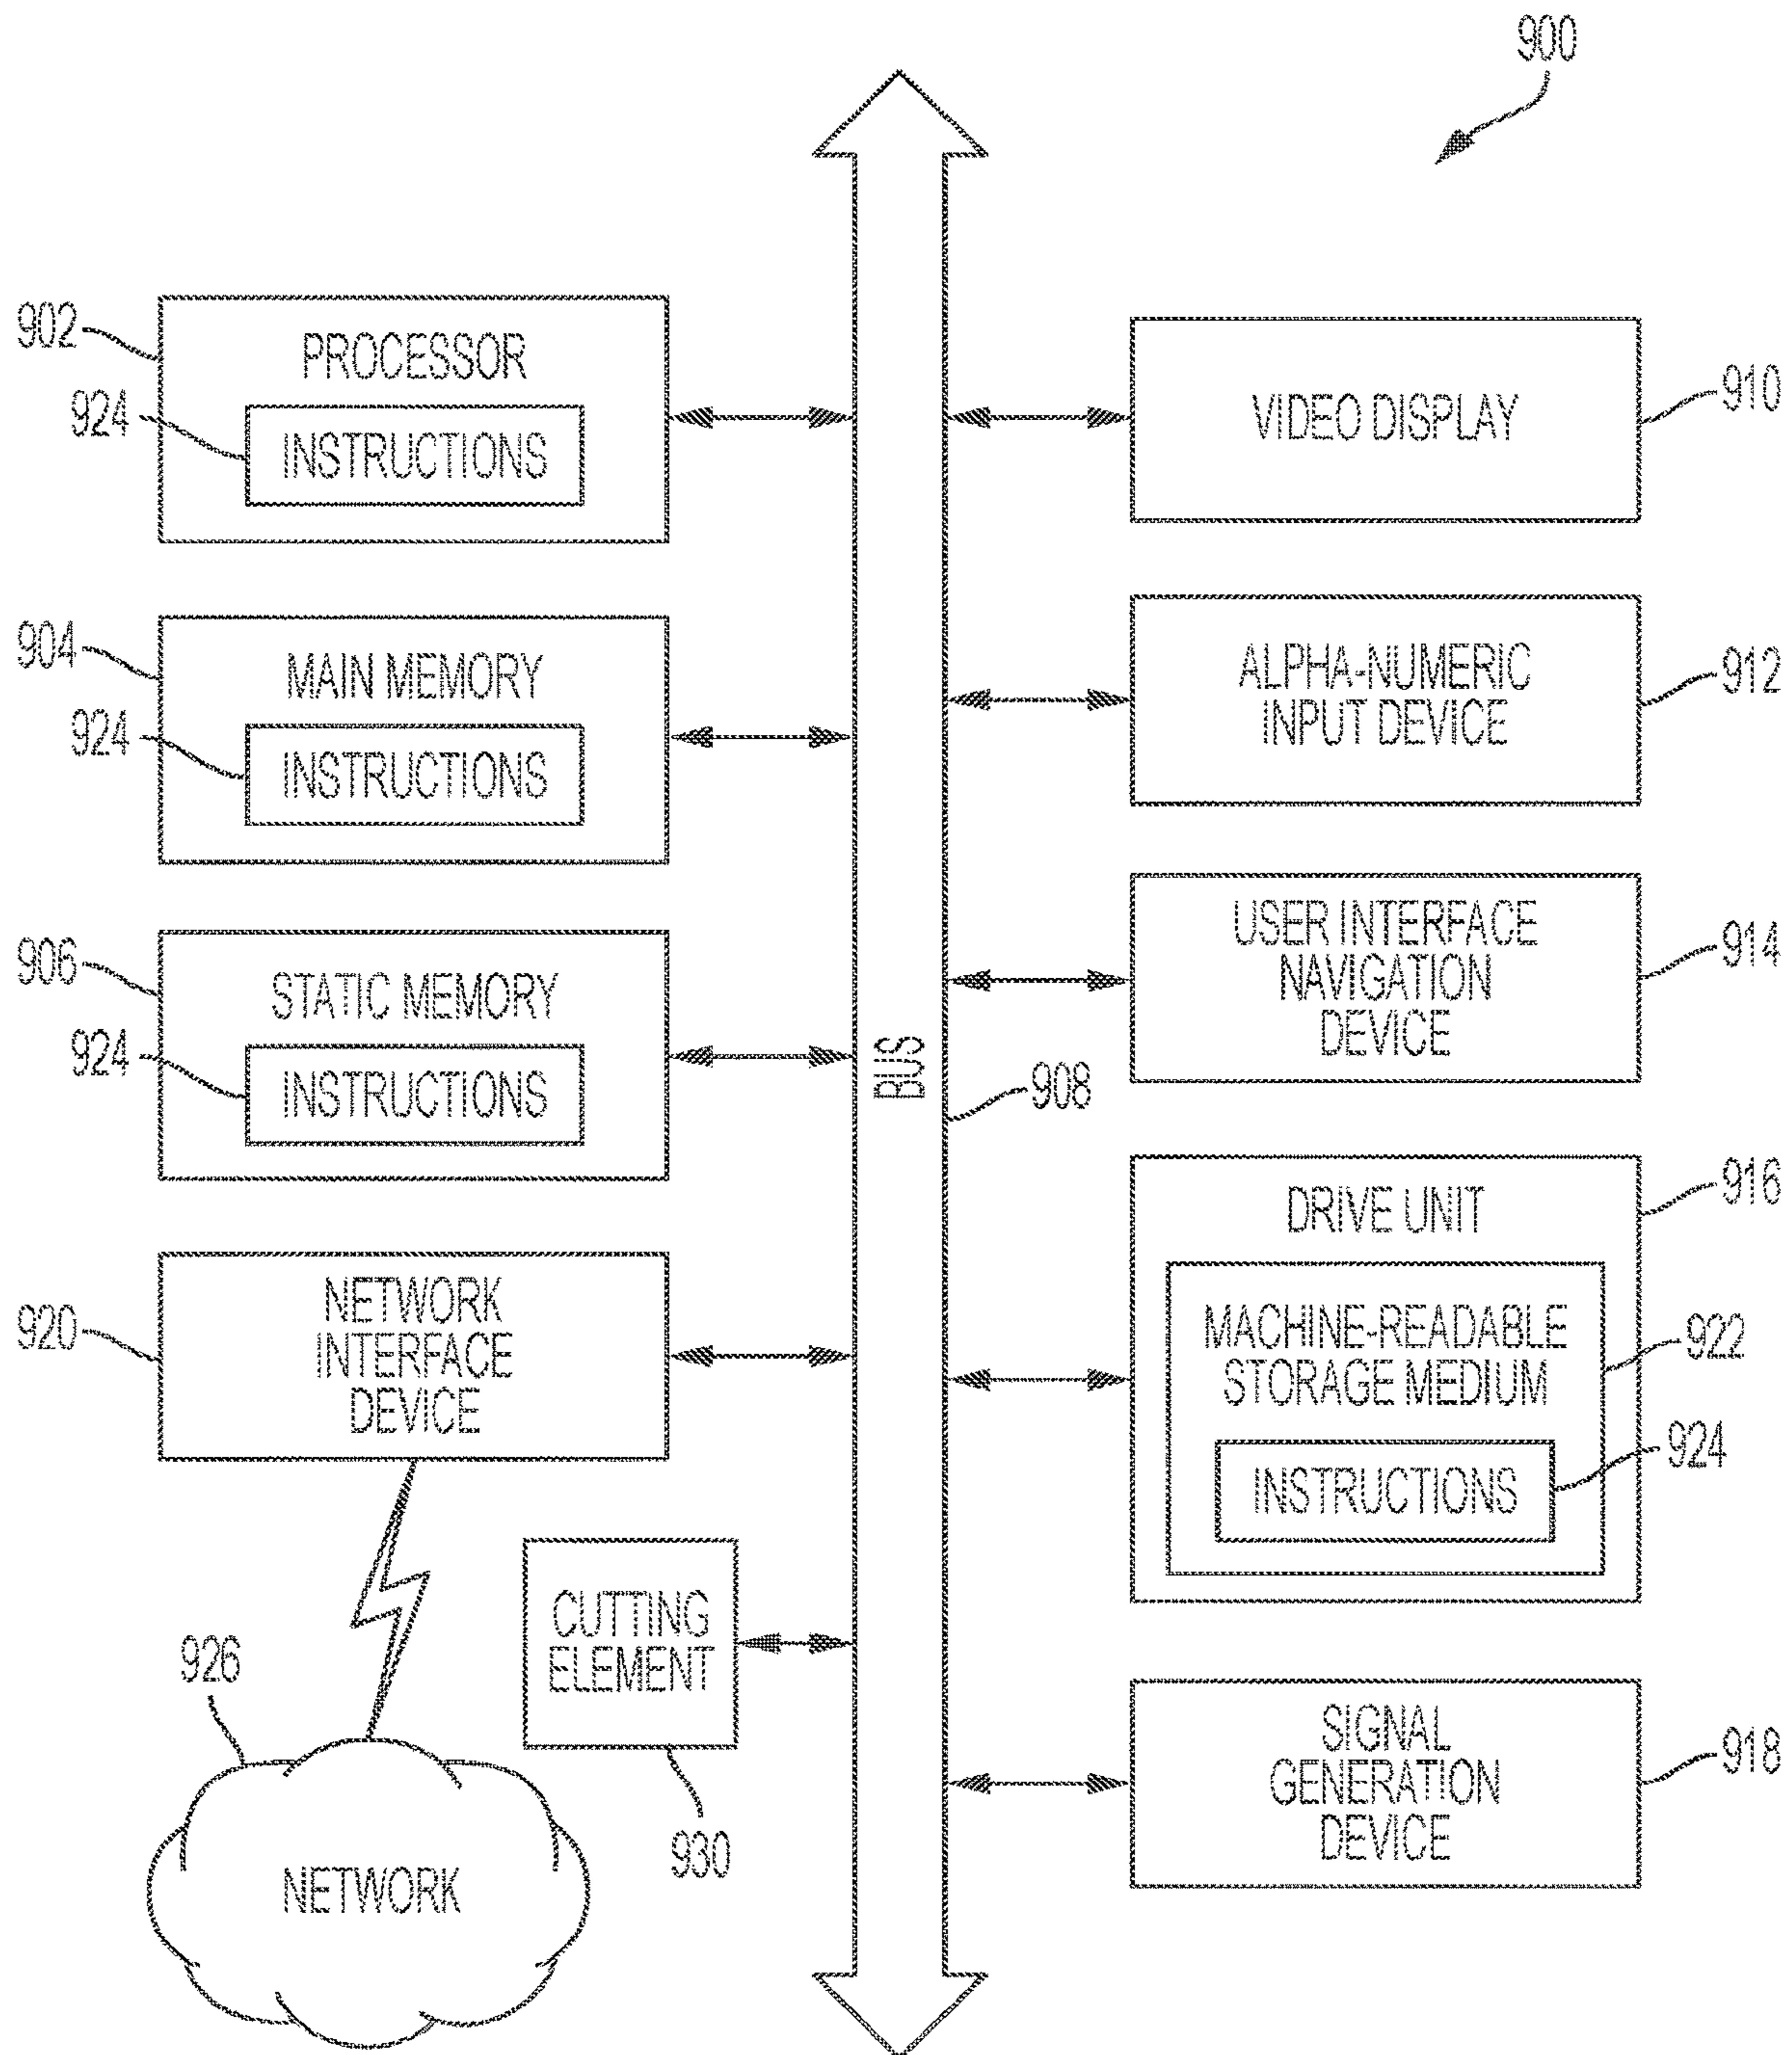 900
902
PROCESSOR
924
INSTRUCTIONS
904
MAIN MEMORY
924
INSTRUCTIONS
906
STATIC MEMORY
924
INSTRUCTIONS
920
NETWORK
INTERFACE
DEVICE
CUTTING
ELEMENT
930
926
NETWORK
BUS
908
VIDEO DISPLAY
910
ALPHA-NUMERIC
INPUT DEVICE
912
USER INTERFACE
NAVIGATION
DEVICE
914
DRIVE UNIT
916
MACHINE-READABLE
STORAGE MEDIUM
922
INSTRUCTIONS
924
SIGNAL
GENERATION
DEVICE
918